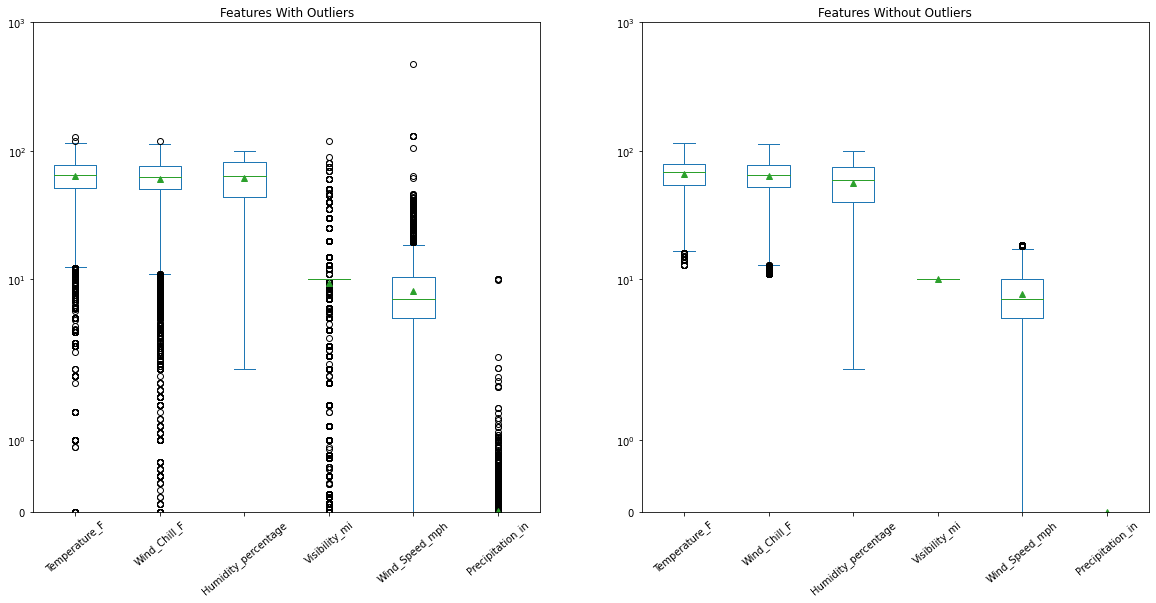 Features With Outliers
10³
10²
10¹
10⁰
0
Temperature_F
Wind_Chill_F
Humidity_percentage
Visibility_mi
Wind_Speed_mph
Precipitation_in
Features Without Outliers
10³
10²
10¹
10⁰
0
Temperature_F
Wind_Chill_F
Humidity_percentage
Visibility_mi
Wind_Speed_mph
Precipitation_in